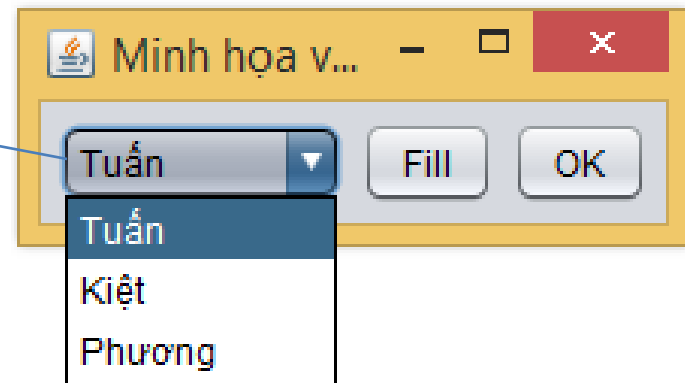 Minh họa v...
Tuấn Fill OK
Tuấn
Kiệt
Phương